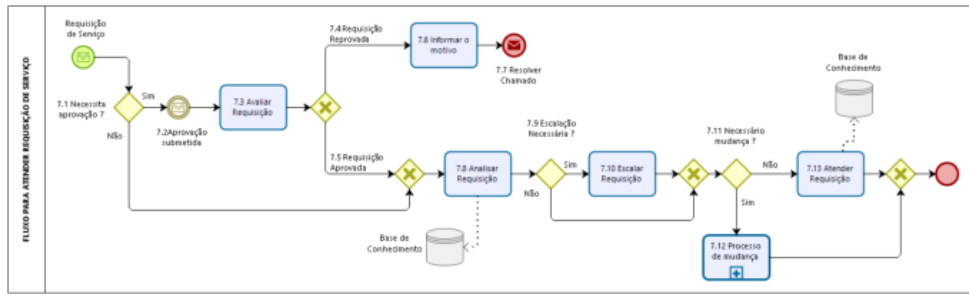 FLUXO PARA ATENDER REQUISIÇÃO DE SERVIÇO
Requisição
de Serviço
7.1 Necessita
aprovação ?
Sim
Não
7.2Aprovação
submetida
7.3 Avaliar
Requisição
7.4 Requisição
Reprovada
7.5 Requisição
Aprovada
7.6 Informar o
motivo
7.7 Resolver
Chamado
7.8 Analisar
Requisição
Base de
Conhecimento
7.9 Escalação
Necessária ?
Sim
Não
7.10 Escalar
Requisição
7.11 Necessário
mudança ?
Não
Sim
7.12 Processo
de mudança
7.13 Atender
Requisição
Base de
Conhecimento